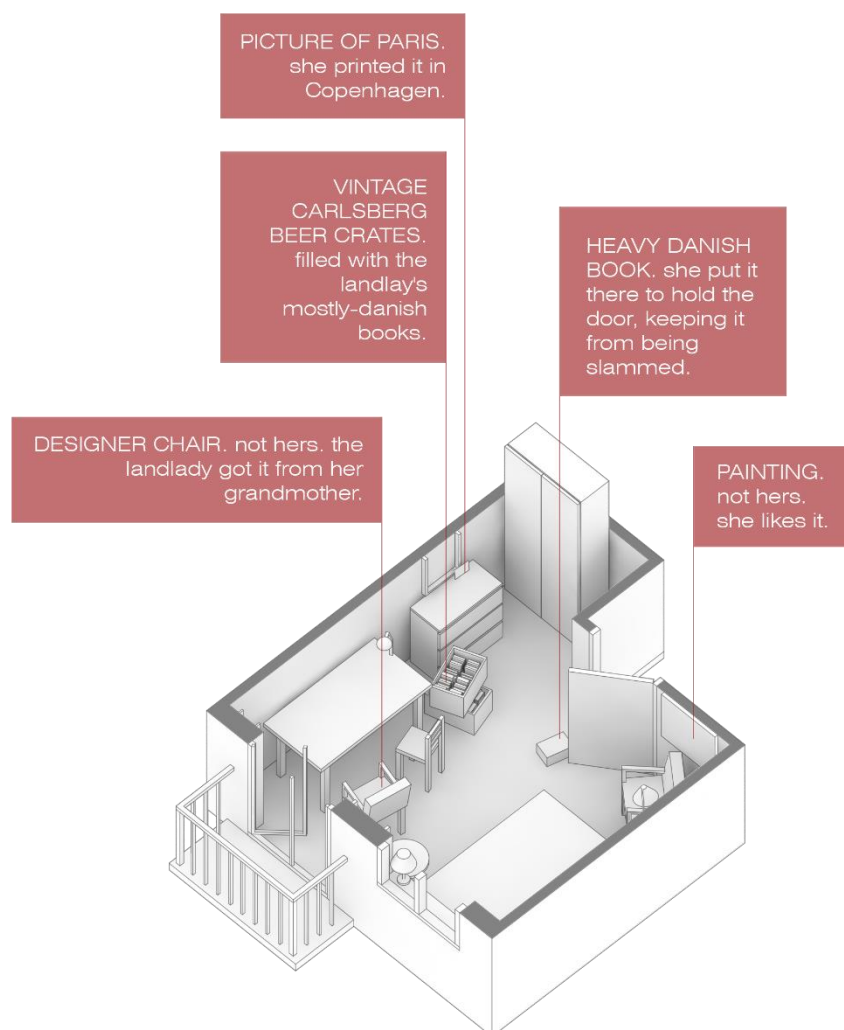 PICTURE OF PARIS.
she printed it in
Copenhagen.
VINTAGE
CARLSBERG
BEER CRATES.
filled with the
landlay's
mostly-danish
books.
HEAVY DANISH
BOOK. she put it
there to hold the
door, keeping it
from being
slammed.
DESIGNER CHAIR. not hers. the
landlady got it from her
grandmother.
PAINTING.
not hers.
she likes it.